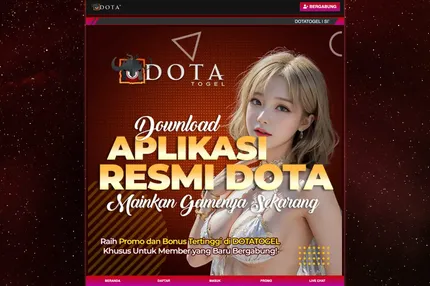 DOTA
BERGABUNG
DOTATOGEL | SI
DOTA
TOGEL
Download
APLIKASI
RESMI DOTA
Mainkan Gamenya Sekarang
Raih Promo dan Bonus Tertinggi di DOTATOGEL
Khusus Untuk Member yang Baru Bergabung!
BERANDA DAFTAR MASUK PROMO LIVE CHAT